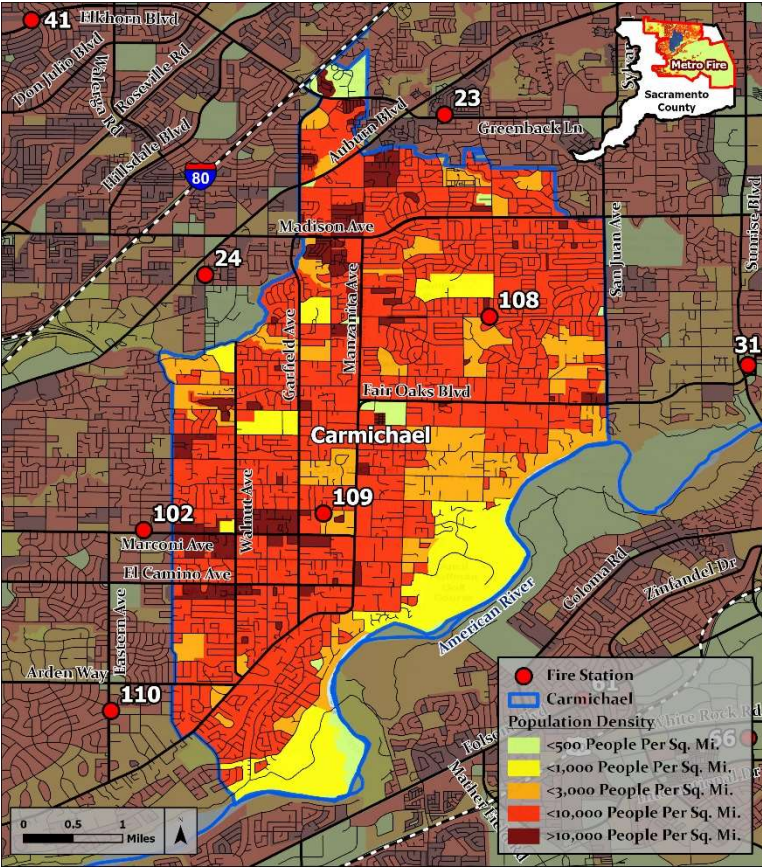 41
Elkhorn Blvd
Don Julio Blvd
Roseville Rd
Hillsdale Blvd
80
Auburn Blvd
23
Greenback Ln
Sylvan
Metro Fire
Sacramento
County
Madison Ave
24
San Juan Ave
Sunrise Blvd
108
Garfield Ave
Manzanita Ave
31
Fair Oaks Blvd
Carmichael
102
109
Walnut Ave
Marconi Ave
El Camino Ave
Eastern Ave
American River
Coloma Rd
Zinfandel Dr
Arden Way
110
Fire Station
Carmichael
Population Density
<500 People Per Sq. Mi.
<1,000 People Per Sq. Mi.
<3,000 People Per Sq. Mi.
<10,000 People Per Sq. Mi.
>10,000 People Per Sq. Mi.
61
White Rock Rd
66
0 0.5 1
Miles
N